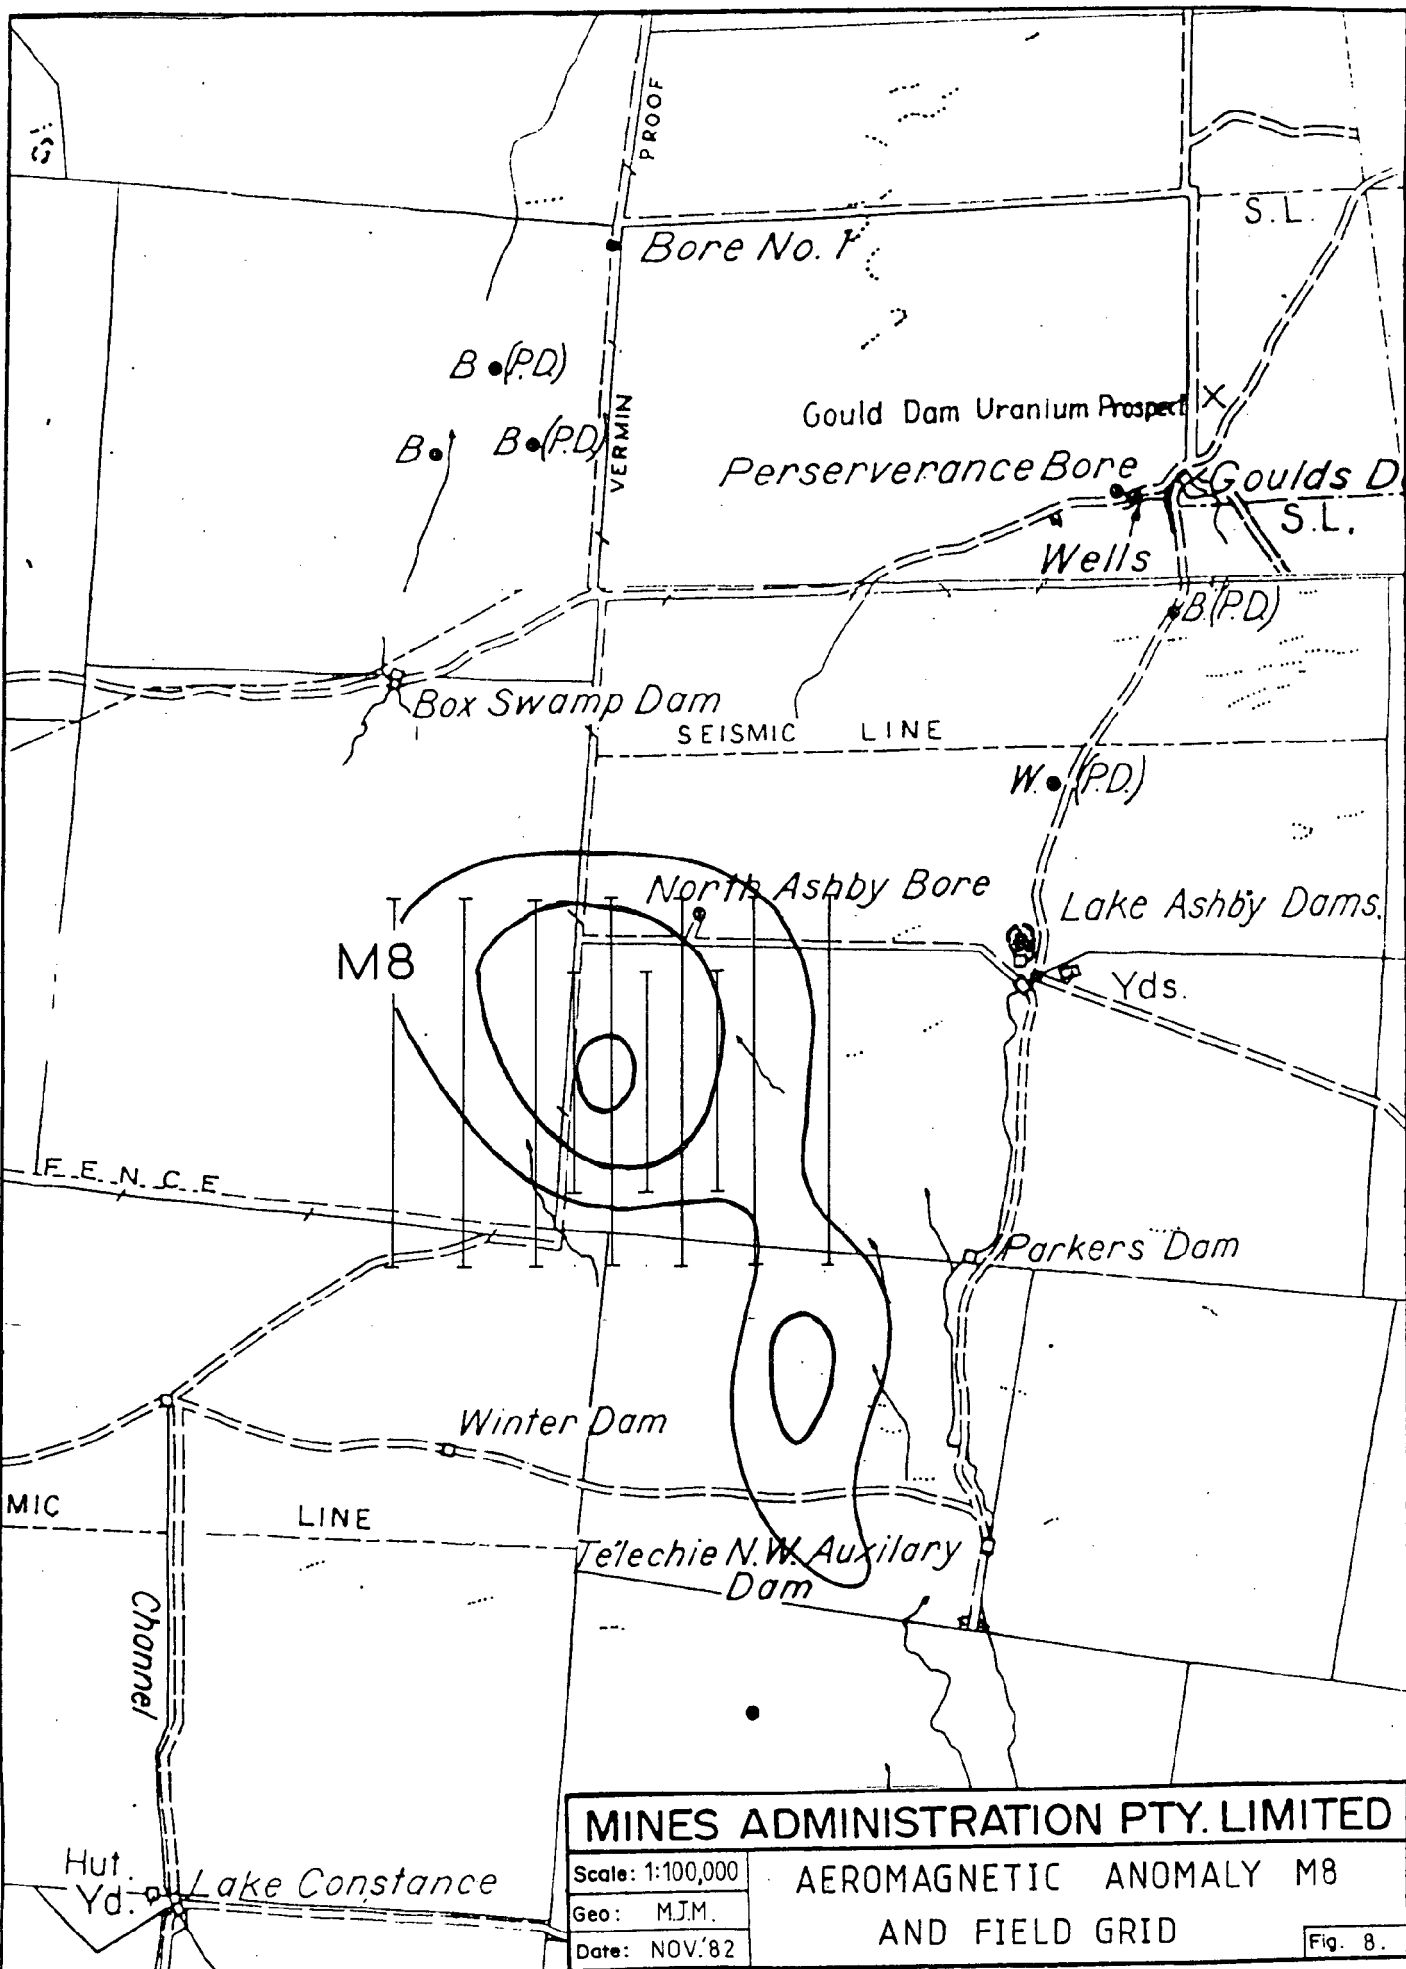 PROOF
S.L.
Bore No. 1
B (P.D.)
Gould Dam Uranium Prospect
VERMIN
B
B (P.D.)
Perserverance Bore
Goulds D
S.L.
Wells
B.(P.D.)
Box Swamp Dam
SEISMIC LINE
W. (P.D.)
North Ashby Bore
Lake Ashby Dams.
M8
Yds.
FENCE
Parkers Dam
Winter Dam
MIC LINE
Telechie N.W. Auxilary
Dam
Channel
MINES ADMINISTRATION PTY. LIMITED
Hut.
Yd.
Lake Constance
Scale: 1:100,000
AEROMAGNETIC ANOMALY M8
Geo: M.J.M.
AND FIELD GRID
Date: NOV.'82
Fig. 8.